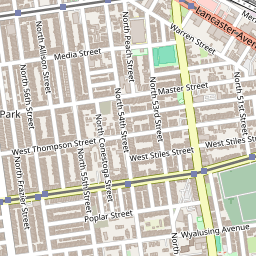 Lancaster Aven
Warren Street
North Allison Street
North Peach Street
Media Street
North 56th Street
North 53rd Street
Master Street
North 51st Street
Park
North 54th Street
North Conestoga Street
West Thompson Street
West Stiles Street
West Stiles Street
North 55th Street
North Frazier Street
Poplar Street
North
Wyalusing Avenue